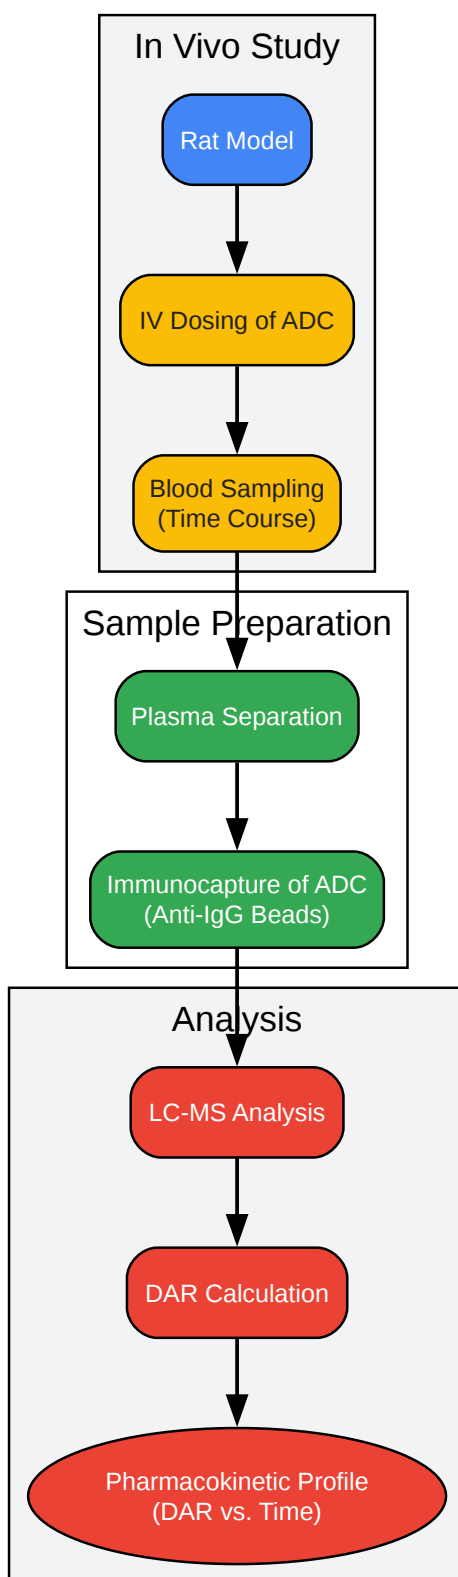 In Vivo Study
Rat Model
IV Dosing of ADC
Blood Sampling
(Time Course)
Sample Preparation
Plasma Separation
Immunocapture of ADC
(Anti-IgG Beads)
Analysis
LC-MS Analysis
DAR Calculation
Pharmacokinetic Profile
(DAR vs. Time)